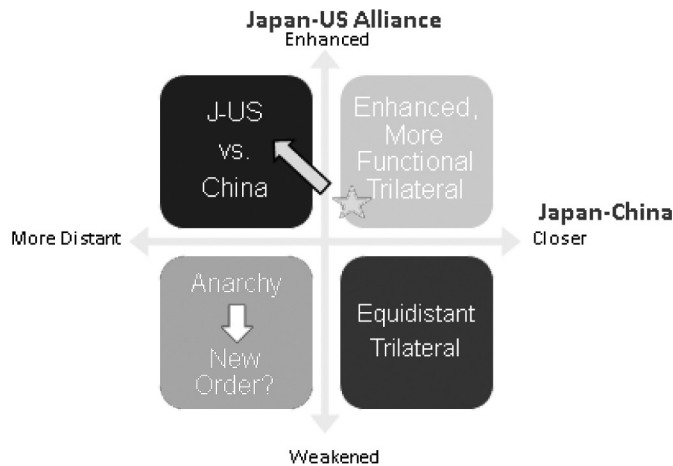 Japan-US Alliance
Enhanced
J-US
vs.
China
Enhanced,
More
Functional
Trilateral
Japan-China
More Distant
Closer
Anarchy
New
Order?
Equidistant
Trilateral
Weakened